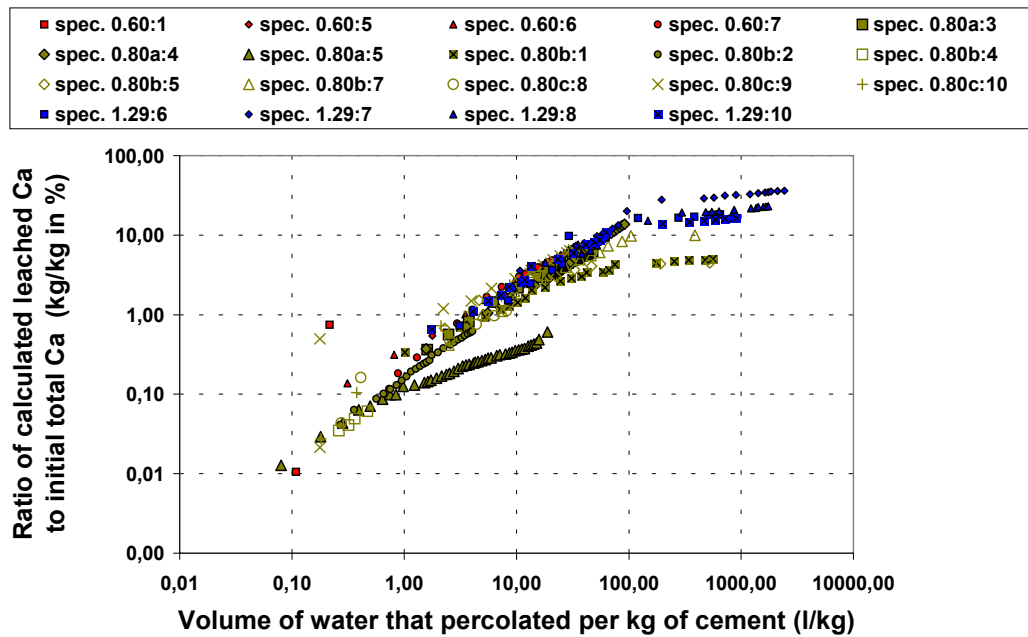 spec. 0.60:1 spec. 0.60:5 spec. 0.60:6 spec. 0.60:7 spec. 0.80a:3
spec. 0.80a:4 spec. 0.80a:5 spec. 0.80b:1 spec. 0.80b:2 spec. 0.80b:4
spec. 0.80b:5 spec. 0.80b:7 spec. 0.80c:8 spec. 0.80c:9 spec. 0.80c:10
spec. 1.29:6 spec. 1.29:7 spec. 1.29:8 spec. 1.29:10
Ratio of calculated leached Ca
to initial total Ca (kg/kg in %)
100,00
10,00
1,00
0,10
0,01
0,00
0,01 0,10 1,00 10,00 100,00 1000,00 10000,00
Volume of water that percolated per kg of cement (l/kg)